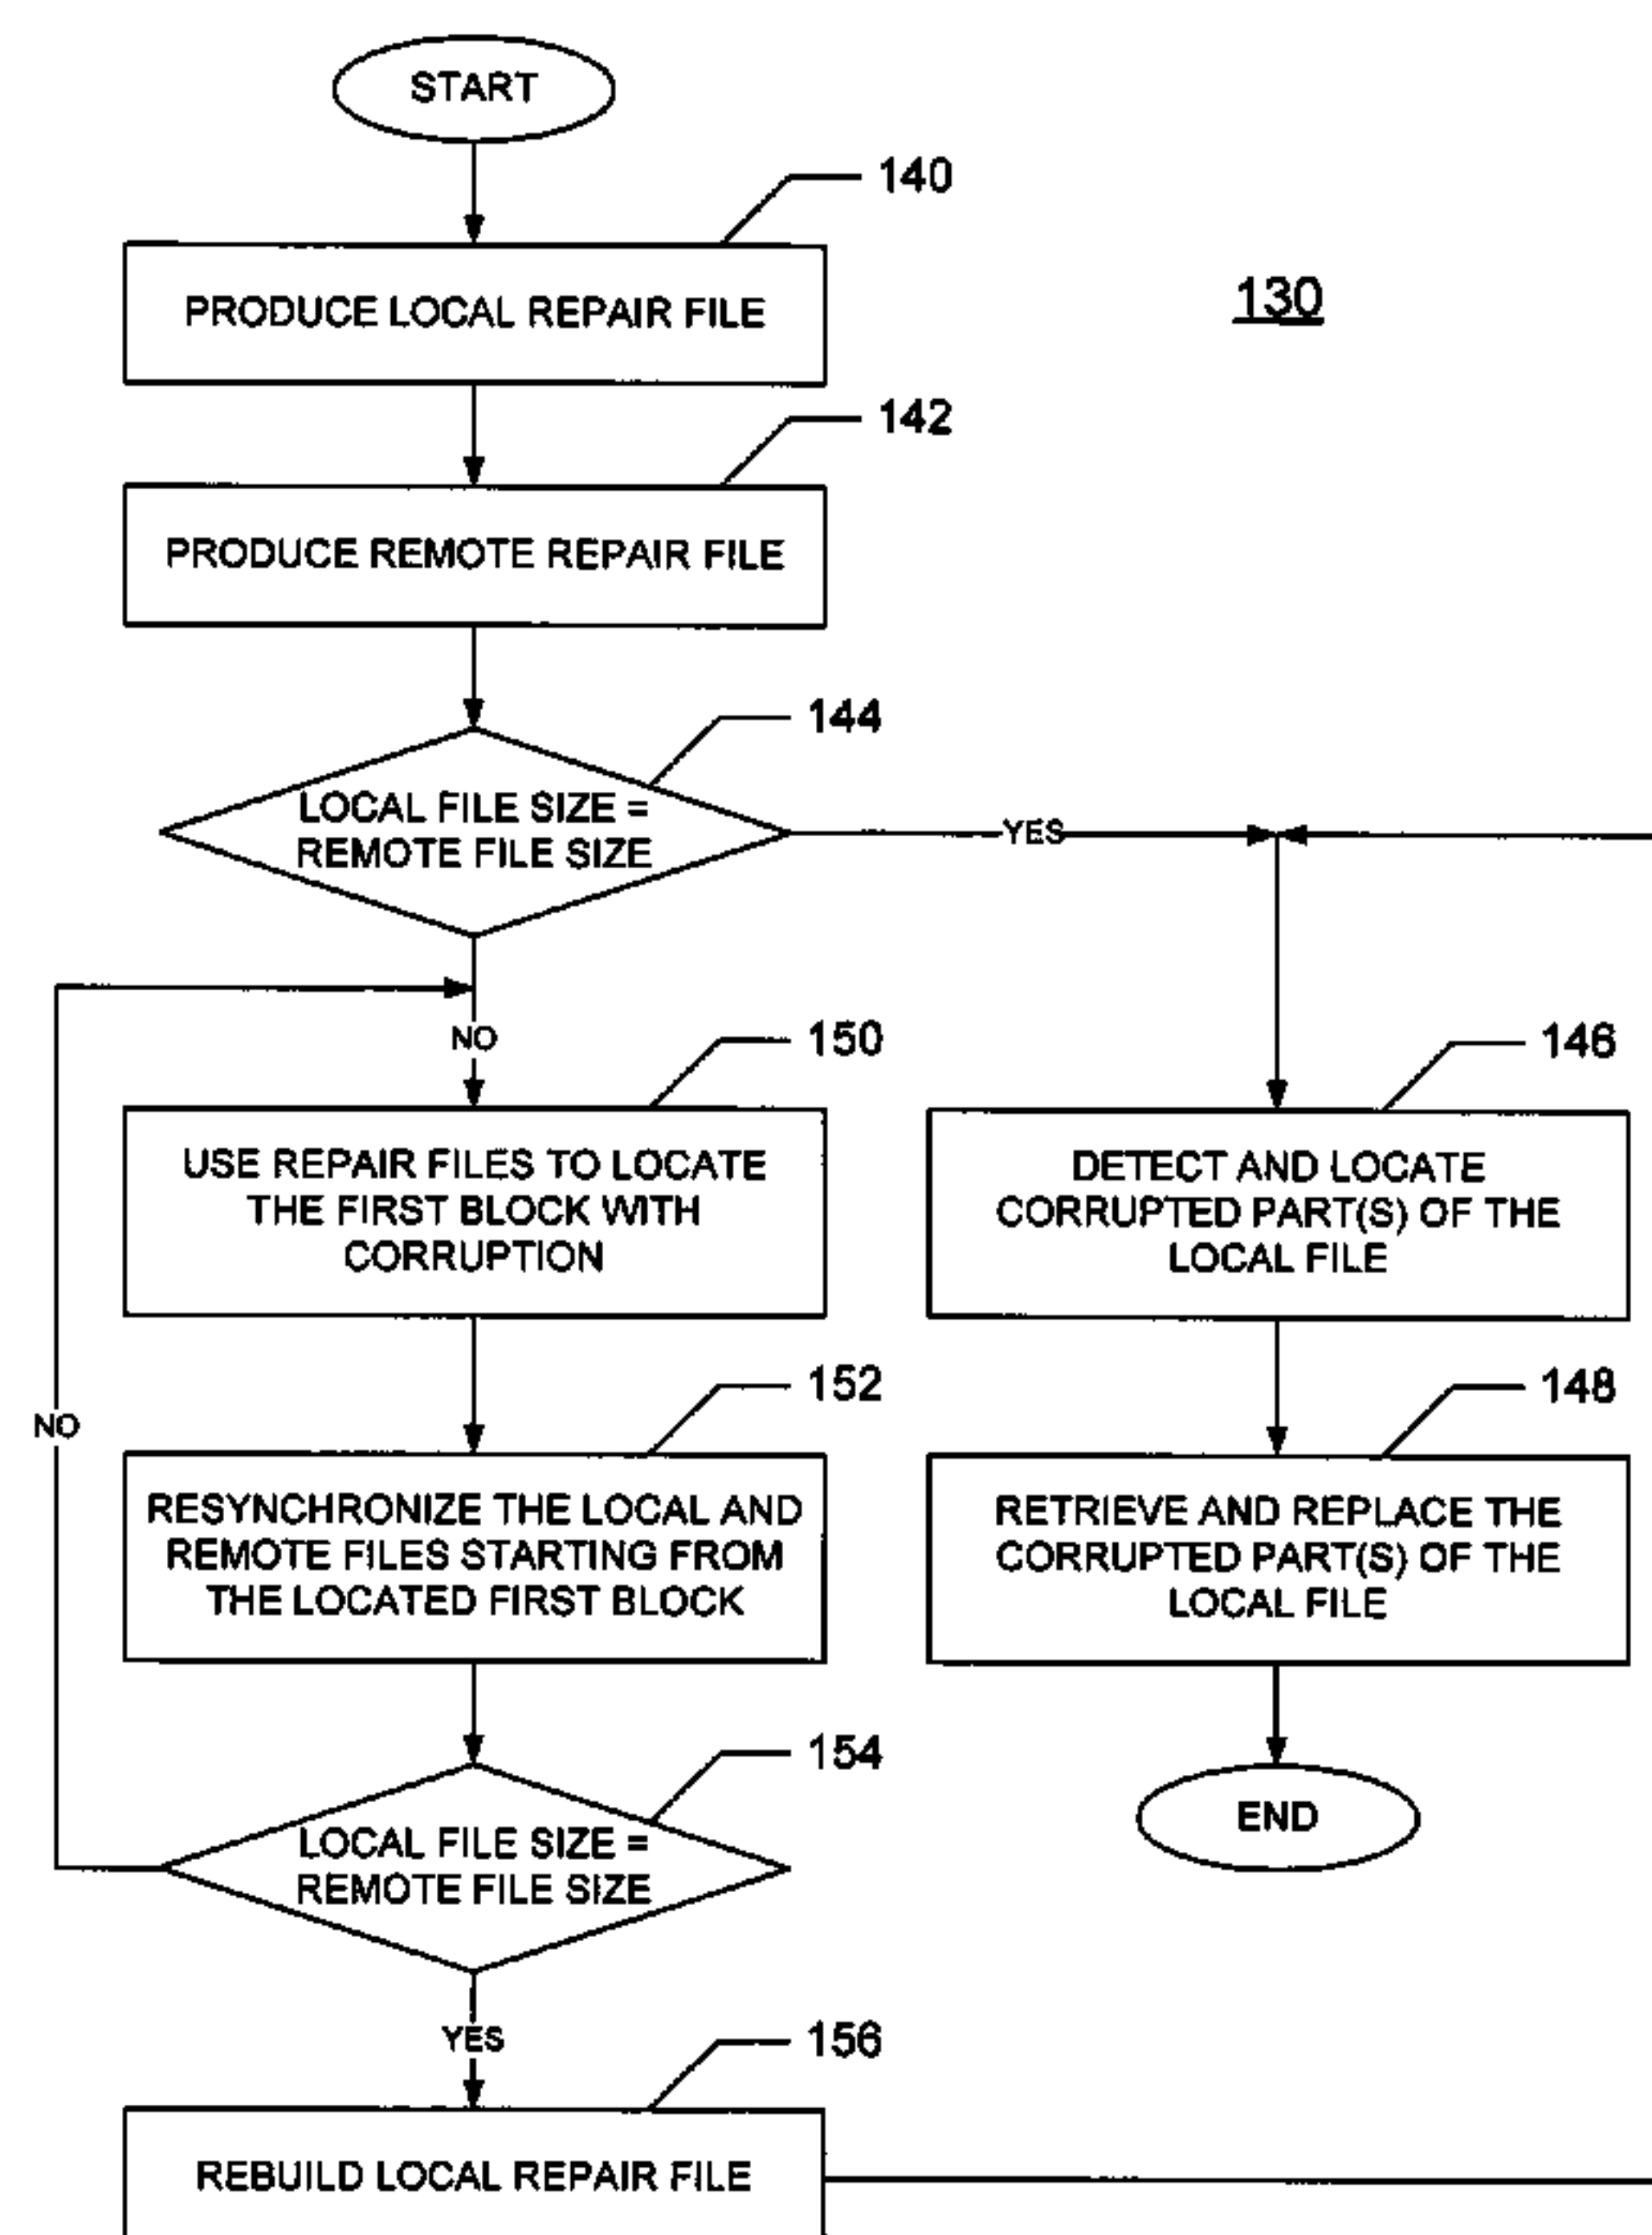 START
140
PRODUCE LOCAL REPAIR FILE
130
142
PRODUCE REMOTE REPAIR FILE
144
LOCAL FILE SIZE =
REMOTE FILE SIZE
YES
NO
150
USE REPAIR FILES TO LOCATE
THE FIRST BLOCK WITH
CORRUPTION
146
DETECT AND LOCATE
CORRUPTED PART(S) OF THE
LOCAL FILE
NO
152
RESYNCHRONIZE THE LOCAL AND
REMOTE FILES STARTING FROM
THE LOCATED FIRST BLOCK
148
RETRIEVE AND REPLACE THE
CORRUPTED PART(S) OF THE
LOCAL FILE
154
LOCAL FILE SIZE =
REMOTE FILE SIZE
END
YES
156
REBUILD LOCAL REPAIR FILE